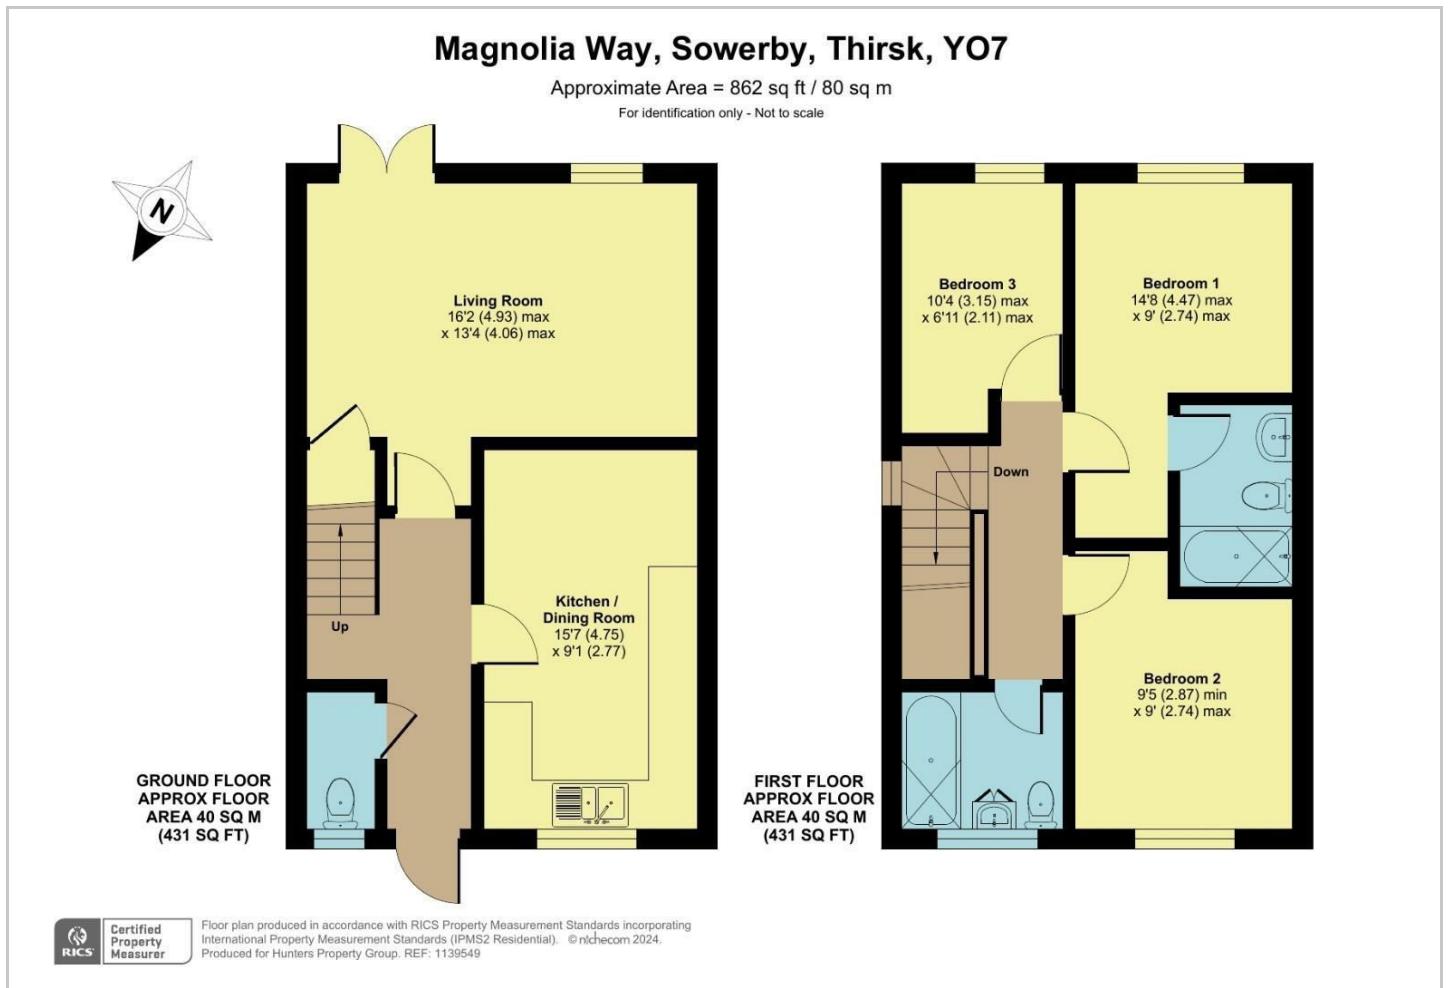 Magnolia Way, Sowerby, Thirsk, YO7
Approximate Area = 862 sq ft / 80 sq m
For identification only - Not to scale
N
Living Room
16'2 (4.93) max
x 13'4 (4.06) max
Up
Kitchen /
Dining Room
15'7 (4.75)
x 9'1 (2.77)
GROUND FLOOR
APPROX FLOOR
AREA 40 SQ M
(431 SQ FT)
Bedroom 3
10'4 (3.15) max
x 6'11 (2.11) max
Bedroom 1
14'8 (4.47) max
x 9' (2.74) max
Down
Bedroom 2
9'5 (2.87) min
x 9' (2.74) max
FIRST FLOOR
APPROX FLOOR
AREA 40 SQ M
(431 SQ FT)
RICS
Certified
Property
Measurer
Floor plan produced in accordance with RICS Property Measurement Standards incorporating
International Property Measurement Standards (IPMS2 Residential). © nichecom 2024.
Produced for Hunters Property Group. REF: 1139549